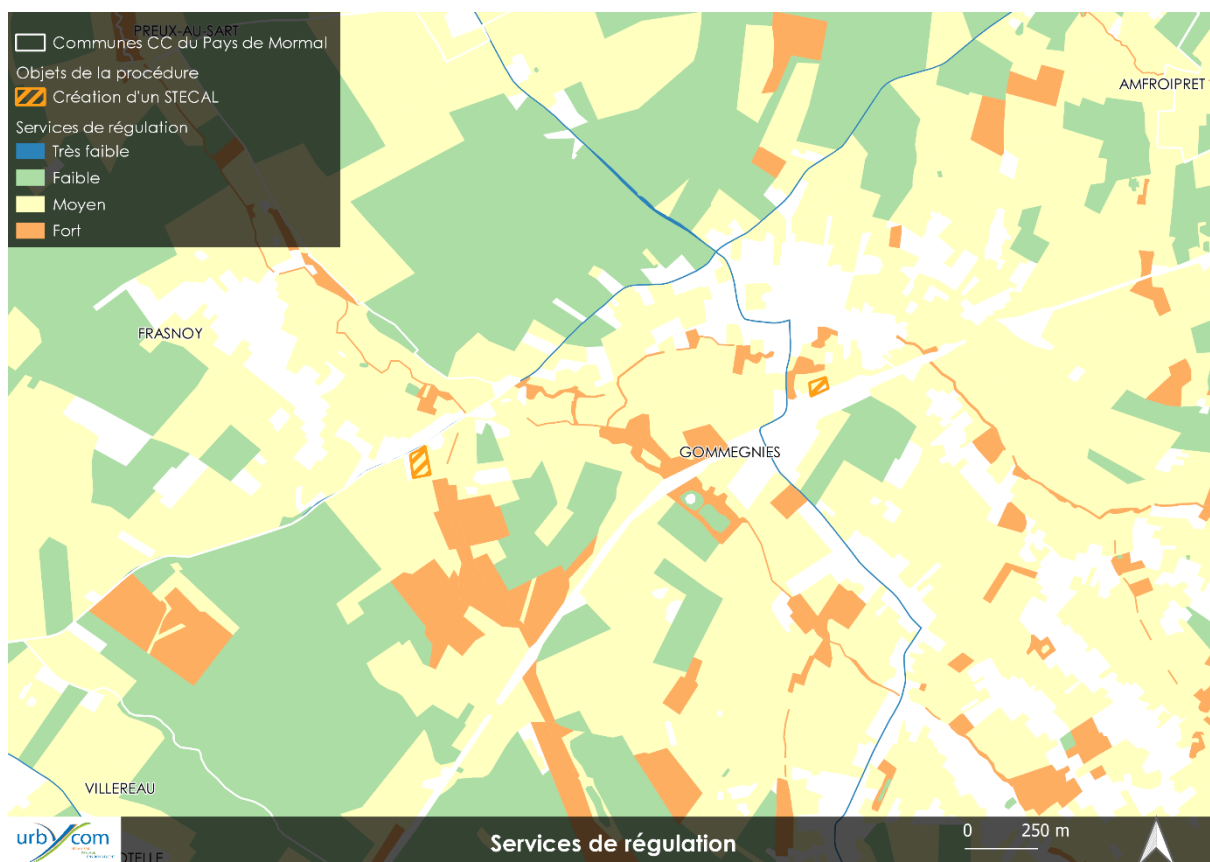 PREUX-AU-SART
Communes CC du Pays de Mormal
Objets de la procédure
Création d'un STECAL
Services de régulation
Très faible
Faible
Moyen
Fort
AMFROIPRET
FRASNOY
GOMMEGNIES
VILLEREAU
urbycom
OTELLE
Services de régulation
0 250 m